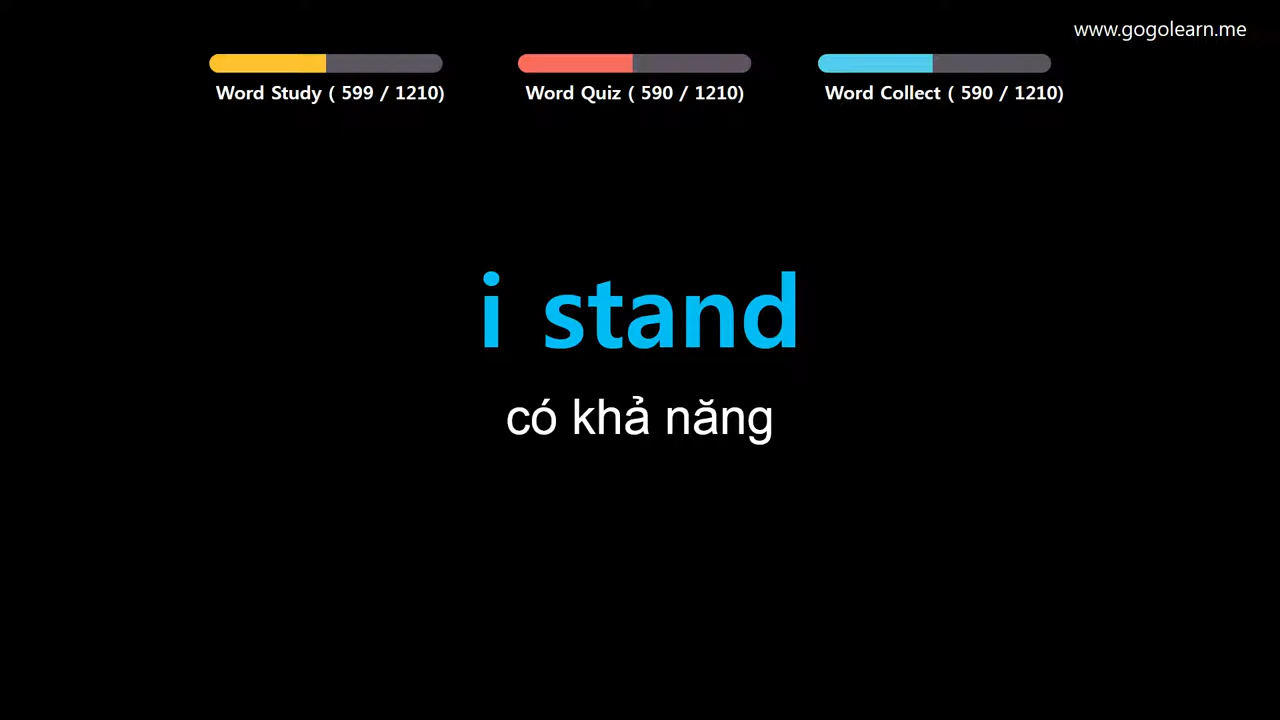 www.gogolearn.me
Word Study ( 599 / 1210)
Word Quiz ( 590 / 1210)
Word Collect ( 590 / 1210)
i stand
có khả năng